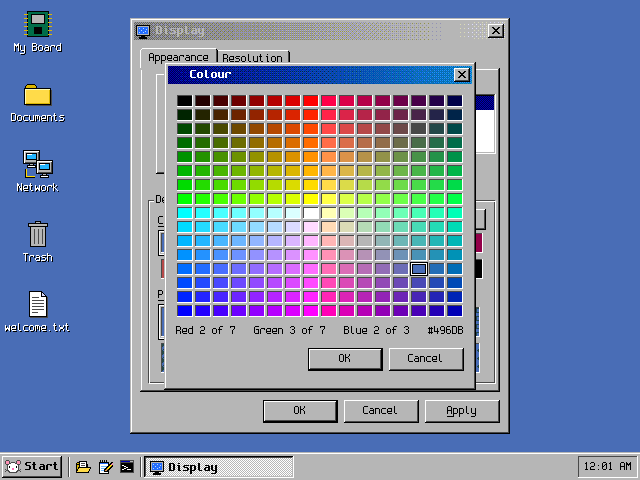 My Board
Documents
Network
Trash
welcome.txt
Display
Appearance
Resolution
Colour
Red 2 of 7
Green 3 of 7
Blue 2 of 3
#496DB
OK
Cancel
OK
Cancel
Apply
Start
Display
12:01 AM